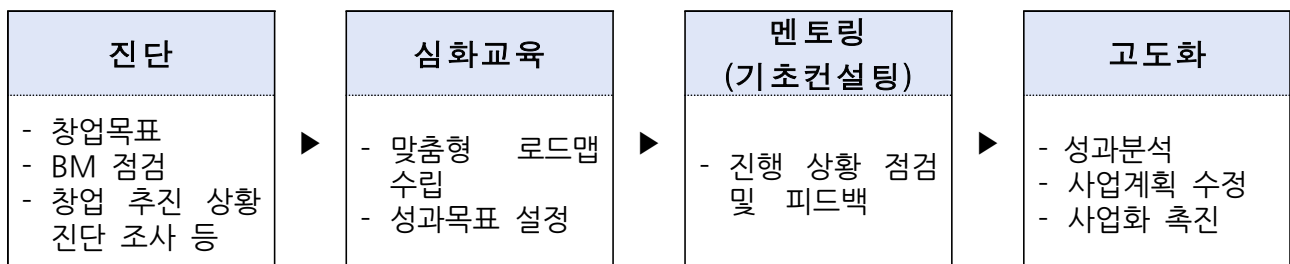 진단
- 창업목표
- BM 점검
- 창업 추진 상황
진단 조사 등
▶
심화교육
- 맞춤형 로드맵
수립
- 성과목표 설정
▶
멘토링
(기초컨설팅)
- 진행 상황 점검
및 피드백
▶
고도화
- 성과분석
- 사업계획 수정
- 사업화 촉진